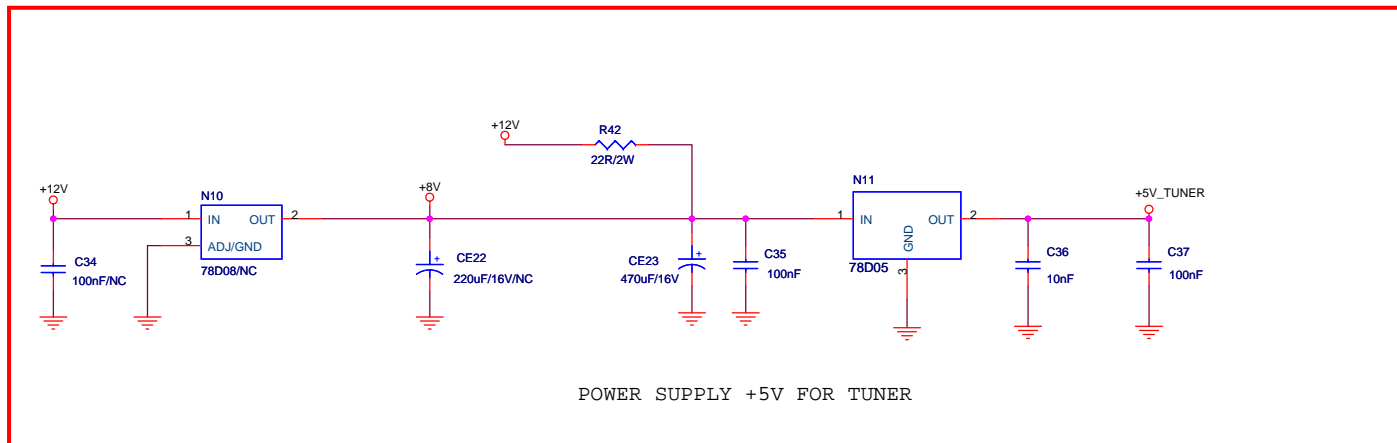 +12V
R42
22R/2W
+12V
N10
1
IN
OUT
2
3
ADJ/GND
78D08/NC
C34
100nF/NC
+8V
CE22
+
220uF/16V/NC
CE23
+
470uF/16V
C35
100nF
N11
1
IN
OUT
2
GND
3
78D05
C36
10nF
+5V_TUNER
C37
100nF
POWER SUPPLY +5V FOR TUNER